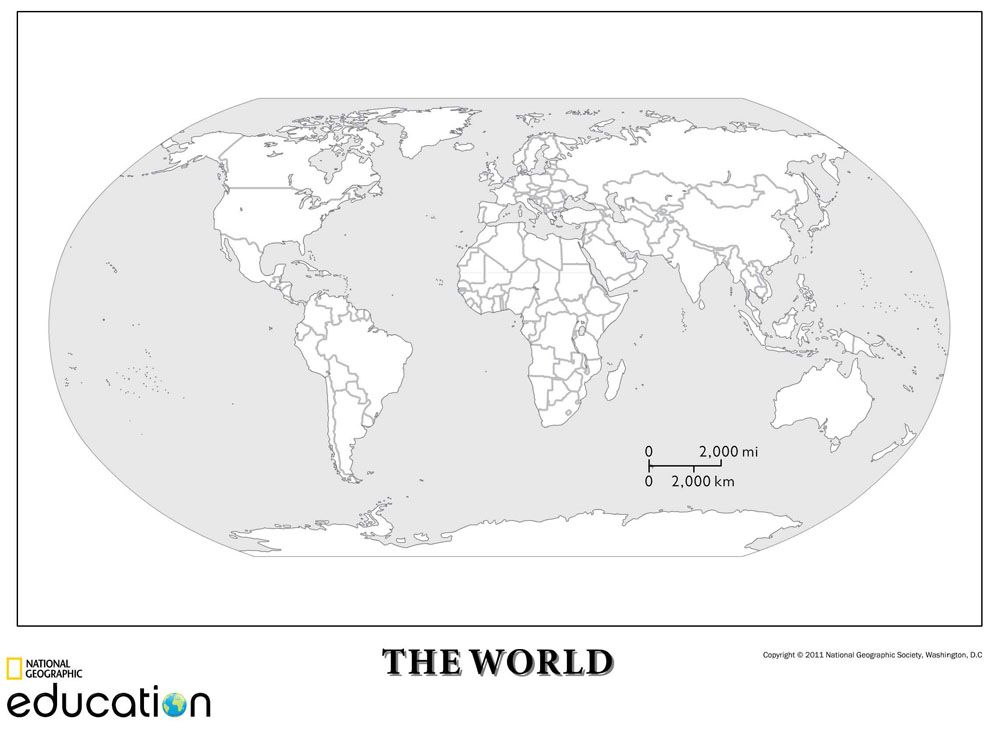 0 2,000 mi
0 2,000 km
THE WORLD
Copyright © 2011 National Geographic Society, Washington, D.C
NATIONAL
GEOGRAPHIC
education